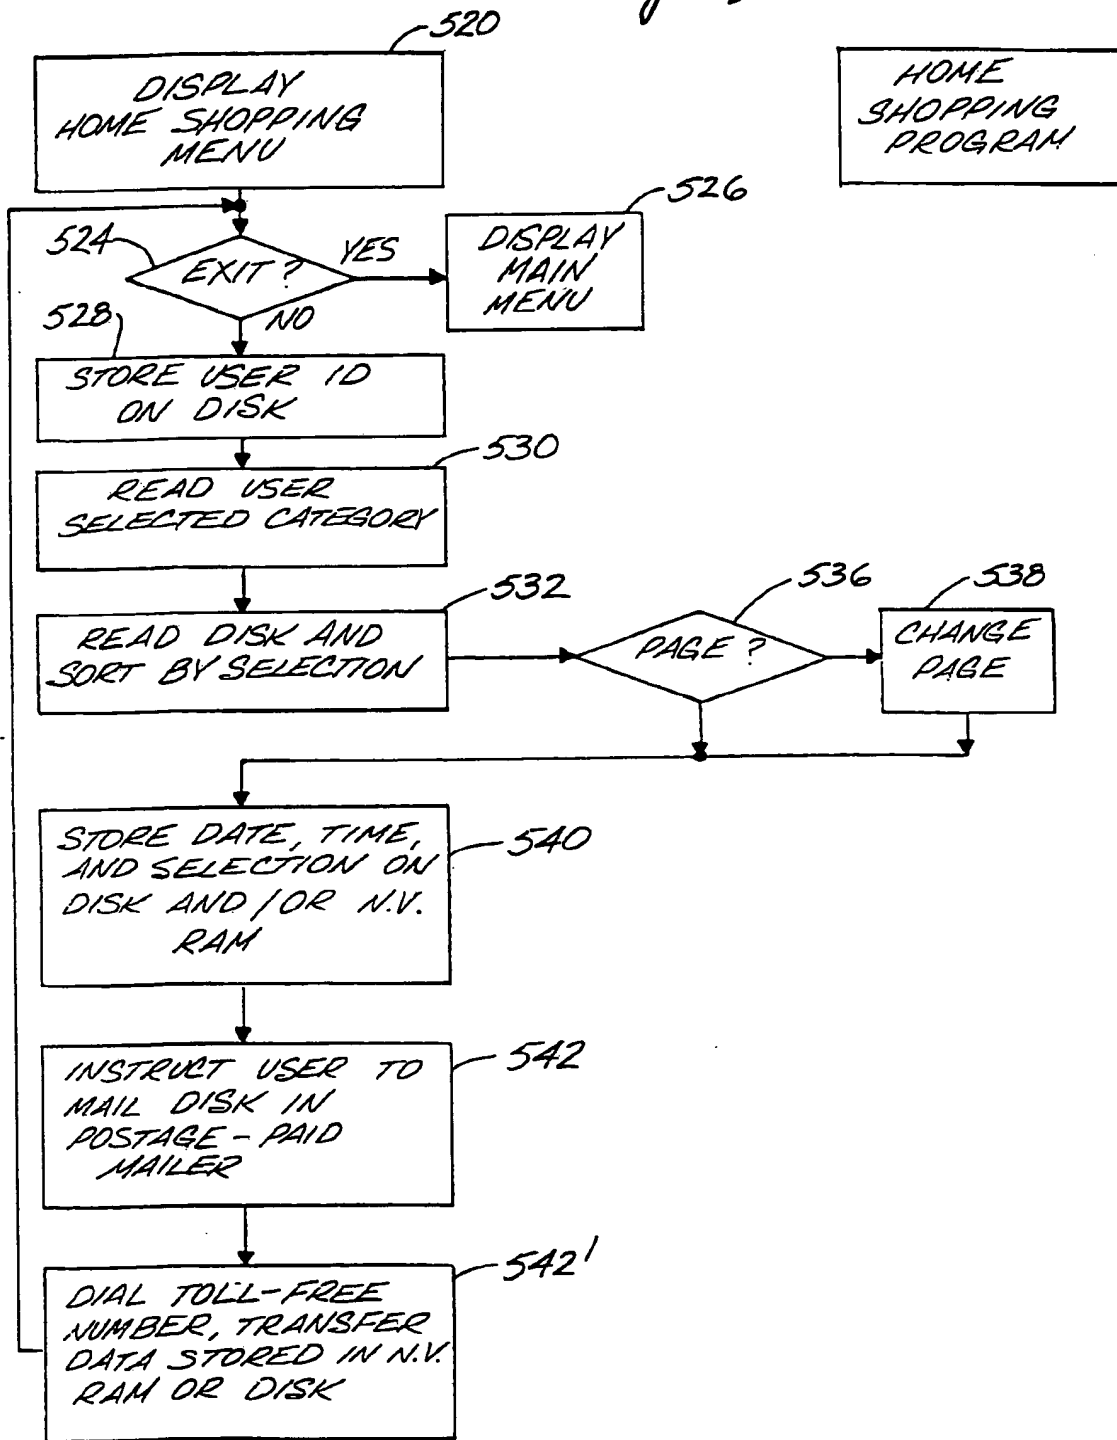 520
DISPLAY
HOME SHOPPING
MENU
HOME
SHOPPING
PROGRAM
526
DISPLAY
MAIN
MENU
524
EXIT?
YES
NO
528
STORE USER ID
ON DISK
530
READ USER
SELECTED CATEGORY
532
READ DISK AND
SORT BY SELECTION
536
PAGE?
538
CHANGE
PAGE
540
STORE DATE, TIME,
AND SELECTION ON
DISK AND/OR N.V.
RAM
542
INSTRUCT USER TO
MAIL DISK IN
POSTAGE-PAID
MAILER
542'
DIAL TOLL-FREE
NUMBER, TRANSFER
DATA STORED IN N.V.
RAM OR DISK